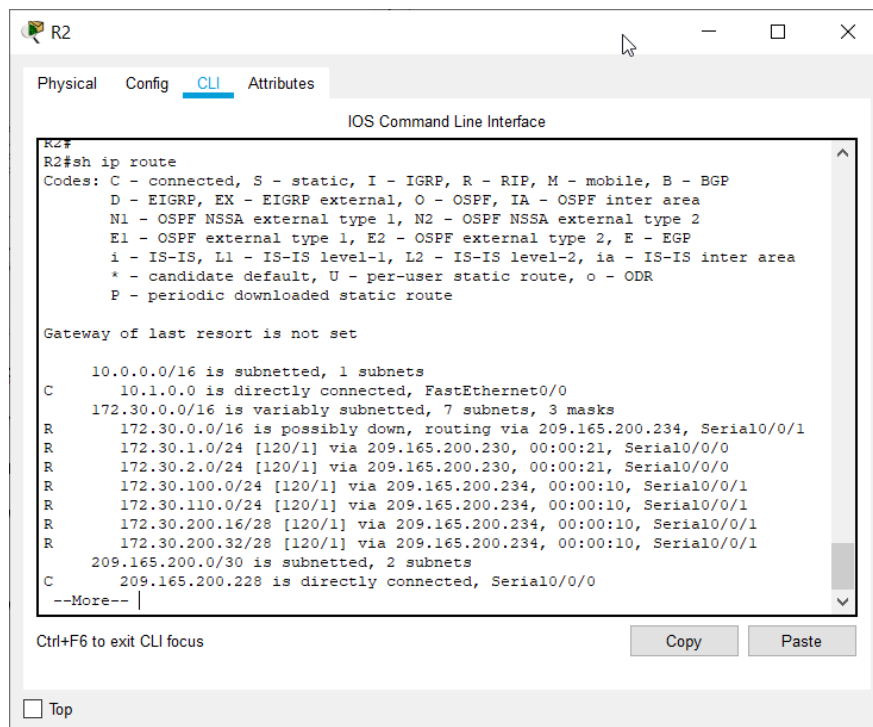 R2
Physical Config CLI Attributes
IOS Command Line Interface
R2#
R2#sh ip route
Codes: C - connected, S - static, I - IGRP, R - RIP, M - mobile, B - BGP
       D - EIGRP, EX - EIGRP external, O - OSPF, IA - OSPF inter area
       N1 - OSPF NSSA external type 1, N2 - OSPF NSSA external type 2
       E1 - OSPF external type 1, E2 - OSPF external type 2, E - EGP
       i - IS-IS, L1 - IS-IS level-1, L2 - IS-IS level-2, ia - IS-IS inter area
       * - candidate default, U - per-user static route, o - ODR
       P - periodic downloaded static route
Gateway of last resort is not set
     10.0.0.0/16 is subnetted, 1 subnets
C       10.1.0.0 is directly connected, FastEthernet0/0
     172.30.0.0/16 is variably subnetted, 7 subnets, 3 masks
R       172.30.0.0/16 is possibly down, routing via 209.165.200.234, Serial0/0/1
R       172.30.1.0/24 [120/1] via 209.165.200.230, 00:00:21, Serial0/0/0
R       172.30.2.0/24 [120/1] via 209.165.200.230, 00:00:21, Serial0/0/0
R       172.30.100.0/24 [120/1] via 209.165.200.234, 00:00:10, Serial0/0/1
R       172.30.110.0/24 [120/1] via 209.165.200.234, 00:00:10, Serial0/0/1
R       172.30.200.16/28 [120/1] via 209.165.200.234, 00:00:10, Serial0/0/1
R       172.30.200.32/28 [120/1] via 209.165.200.234, 00:00:10, Serial0/0/1
     209.165.200.0/30 is subnetted, 2 subnets
C       209.165.200.228 is directly connected, Serial0/0/0
 --More--
Ctrl+F6 to exit CLI focus
Copy Paste
Top